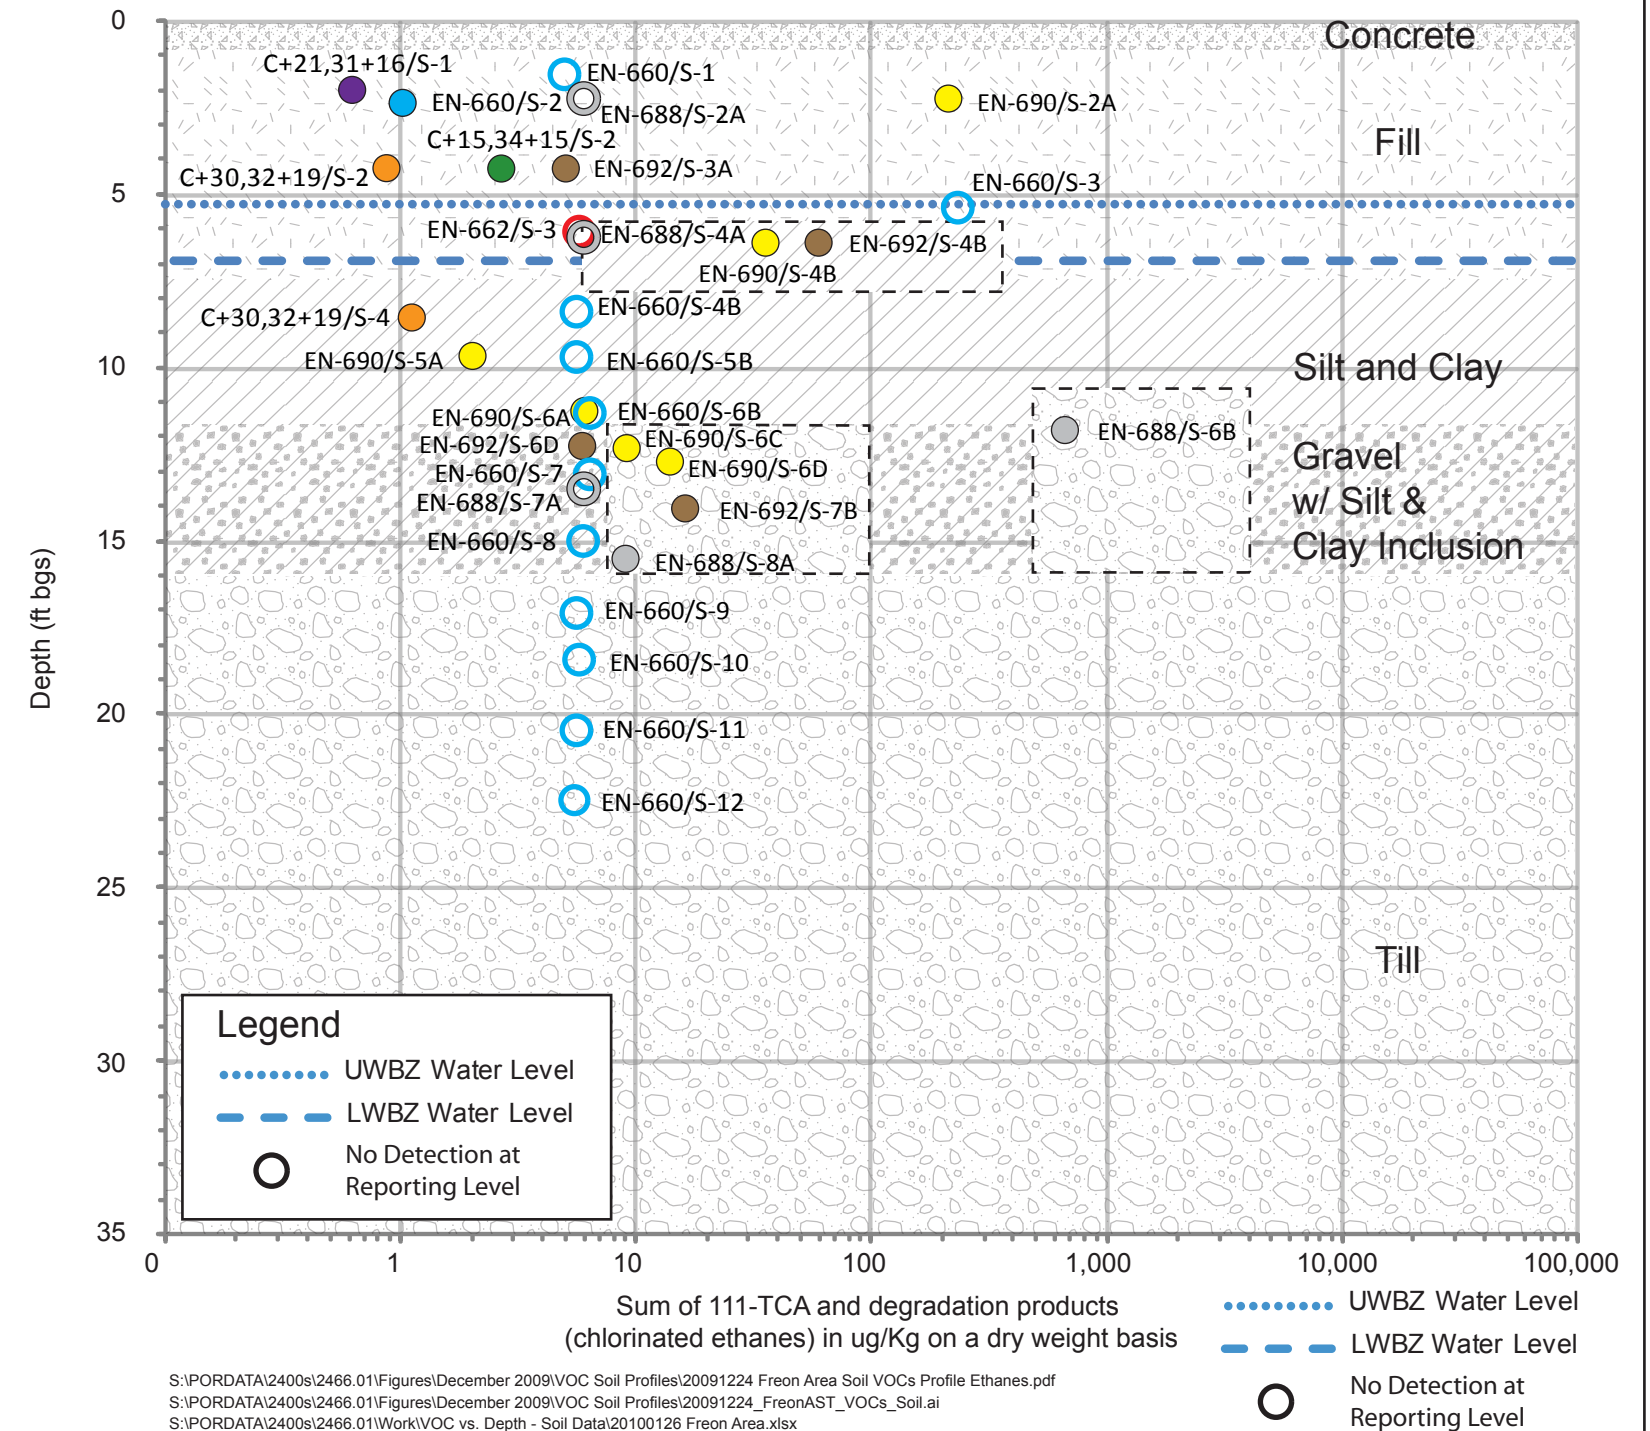 0
Concrete
C+21,31+16/S-1
EN-660/S-1
EN-660/S-2
EN-688/S-2A
EN-690/S-2A
C+15,34+15/S-2
Fill
C+30,32+19/S-2
EN-692/S-3A
5
EN-660/S-3
EN-662/S-3
EN-688/S-4A
EN-692/S-4B
EN-690/S-4B
EN-660/S-4B
C+30,32+19/S-4
EN-690/S-5A
EN-660/S-5B
10
Silt and Clay
EN-690/S-6A
EN-660/S-6B
EN-688/S-6B
EN-692/S-6D
EN-690/S-6C
Gravel
w/ Silt &
Clay Inclusion
EN-660/S-7
EN-690/S-6D
EN-688/S-7A
EN-692/S-7B
15
EN-660/S-8
EN-688/S-8A
EN-660/S-9
EN-660/S-10
Depth (ft bgs)
20
EN-660/S-11
EN-660/S-12
25
Till
30
35
Legend
UWBZ Water Level
LWBZ Water Level
No Detection at
Reporting Level
0
1
10
100
1,000
10,000
100,000
Sum of 111-TCA and degradation products
(chlorinated ethanes) in ug/Kg on a dry weight basis
UWBZ Water Level
LWBZ Water Level
No Detection at
Reporting Level
S:\PORDATA\2400s\2466.01\Figures\December 2009\VOC Soil Profiles\20091224 Freon Area Soil VOCs Profile Ethanes.pdf
S:\PORDATA\2400s\2466.01\Figures\December 2009\VOC Soil Profiles\20091224_FreonAST_VOCs_Soil.ai
S:\PORDATA\2400s\2466.01\Work\VOC vs. Depth - Soil Data\20100126 Freon Area.xlsx